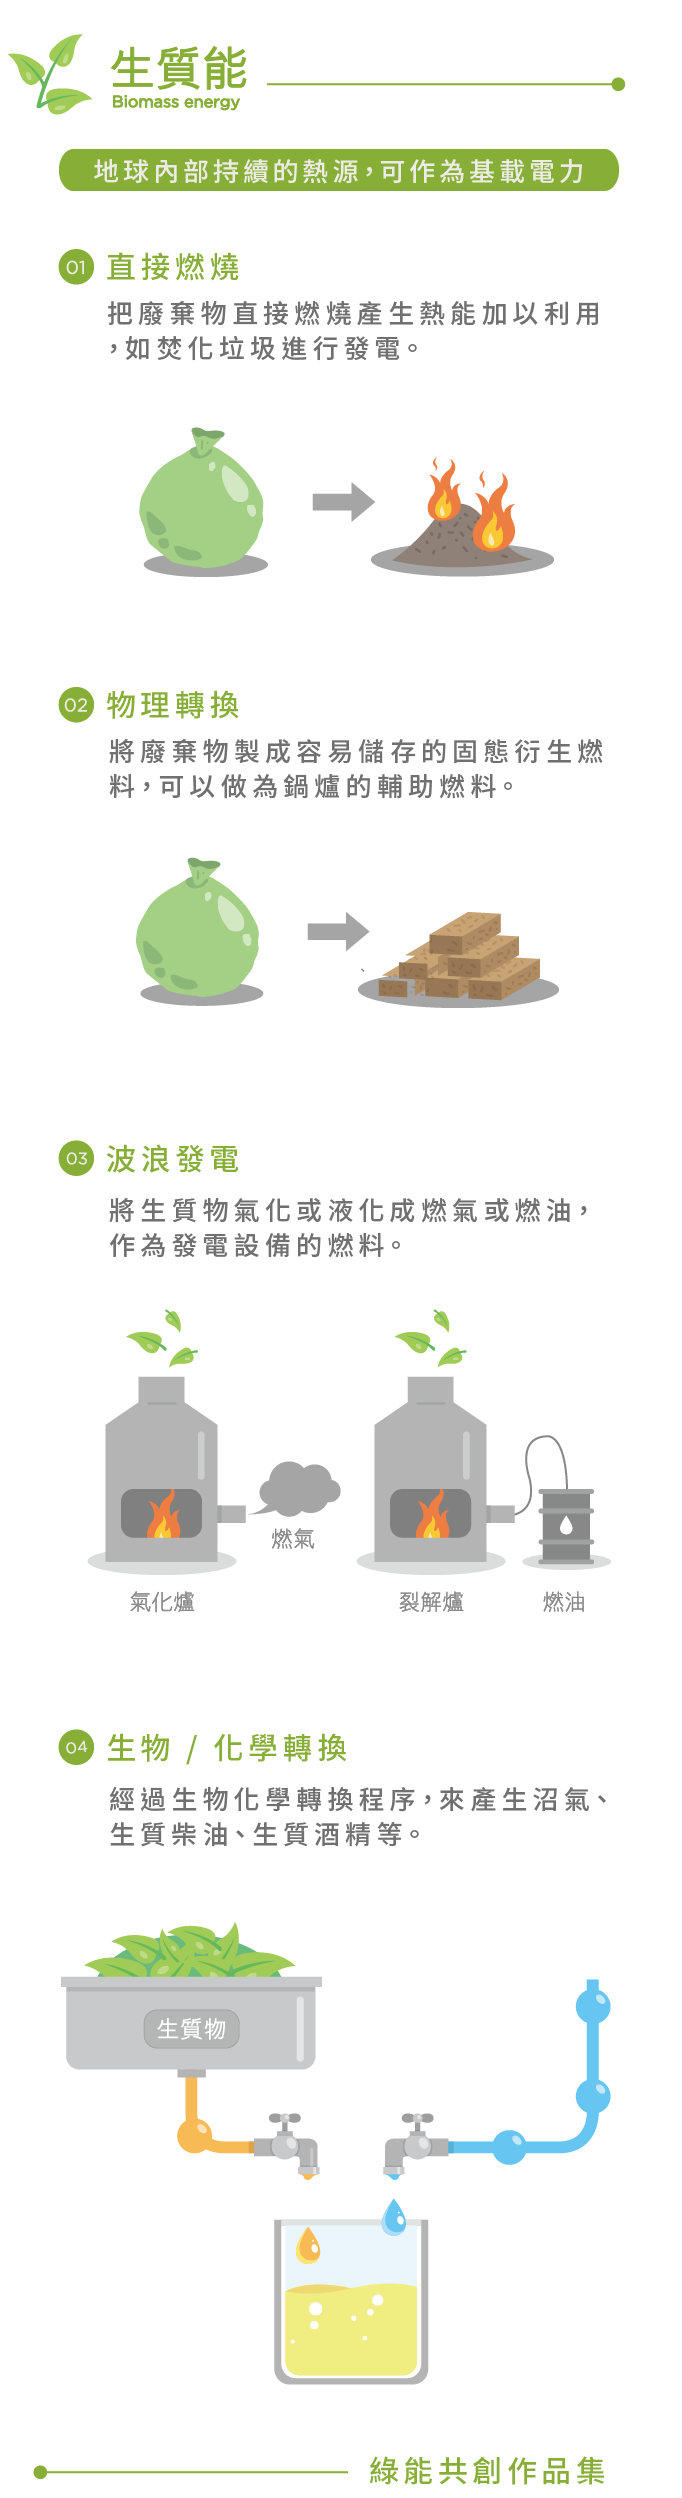 生質能
Biomass energy
地球內部持續的熱源，可作為基載電力
01 直接燃燒
把廢棄物直接燃燒產生熱能加以利用
，如焚化垃圾進行發電。
02 物理轉換
將廢棄物製成容易儲存的固態衍生燃
料，可以做為鍋爐的輔助燃料。
、
03 波浪發電
將生質物氣化或液化成燃氣或燃油，
作為發電設備的燃料。
燃氣
氣化爐
裂解爐
燃油
04 生物 / 化學轉換
經過生物化學轉換程序，來產生沼氣、
生質柴油、生質酒精等。
生質物
綠能共創作品集